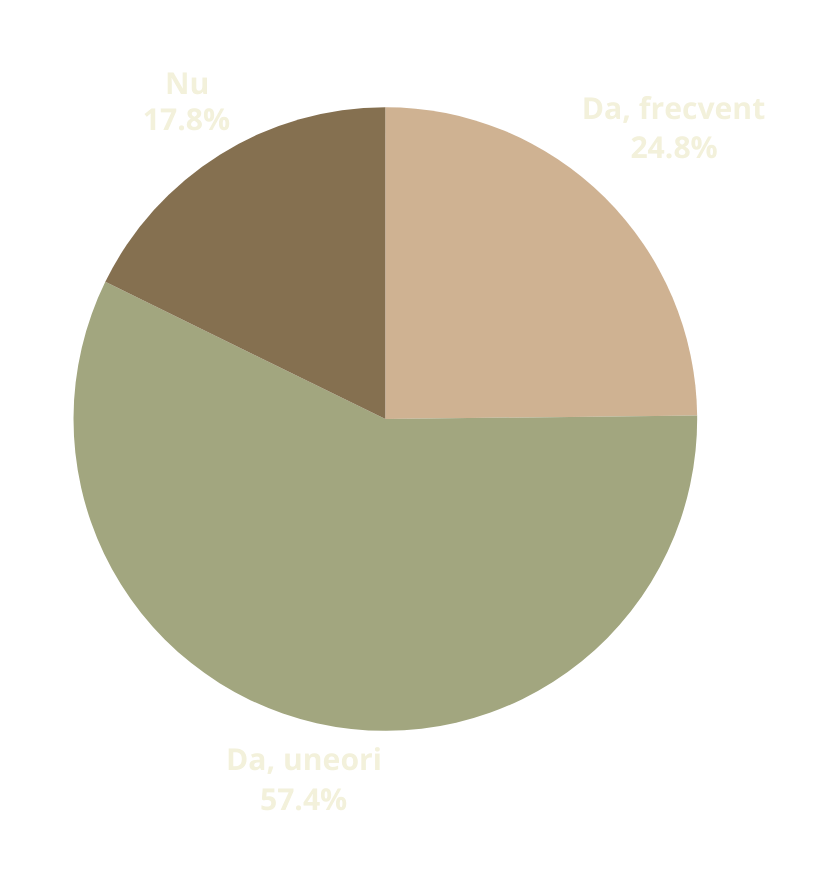 Nu
17.8%
Da, frecvent
24.8%
Da, uneori
57.4%